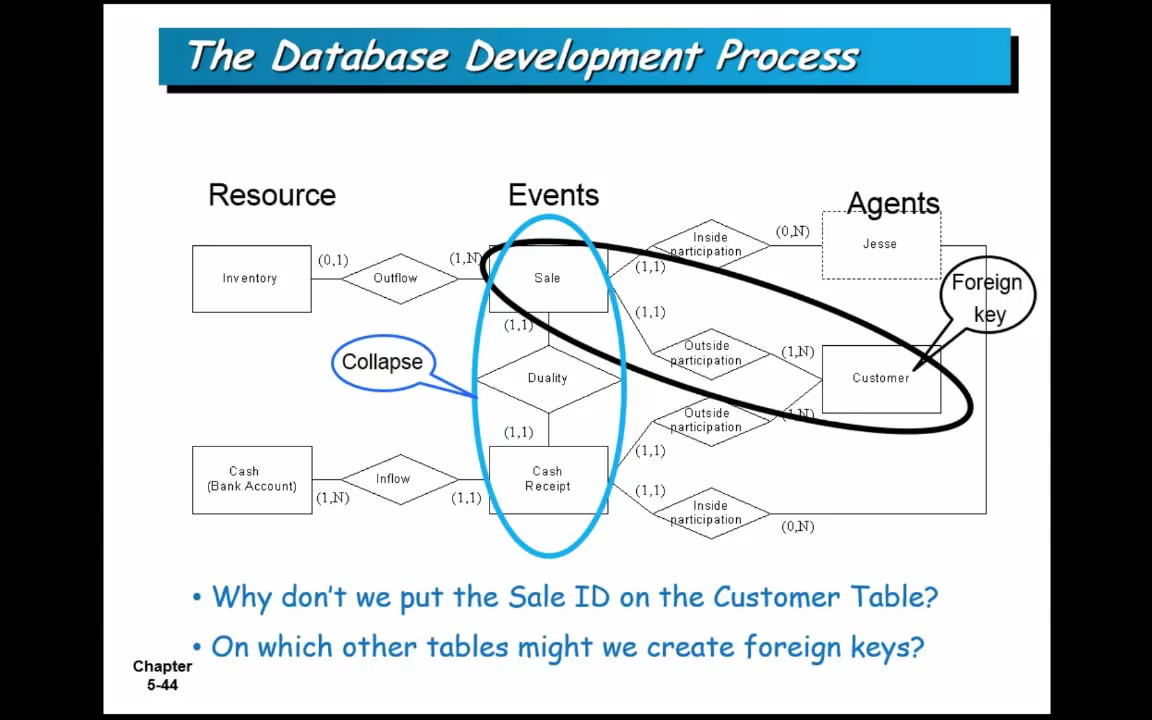 The Database Development Process
Resource
Events
Agents
Inventory
(0,1)
Outflow
(1,N)
Sale
(1,1)
Inside
participation
(0,N)
Jesse
Foreign
key
(1,1)
Outside
participation
(1,N)
Customer
(1,1)
Collapse
Duality
(1,1)
Outside
participation
(1,N)
(1,1)
Cash
(Bank Account)
(1,N)
Inflow
(1,1)
Cash
Receipt
(1,1)
Inside
participation
(0,N)
• Why don't we put the Sale ID on the Customer Table?
• On which other tables might we create foreign keys?
Chapter
5-44